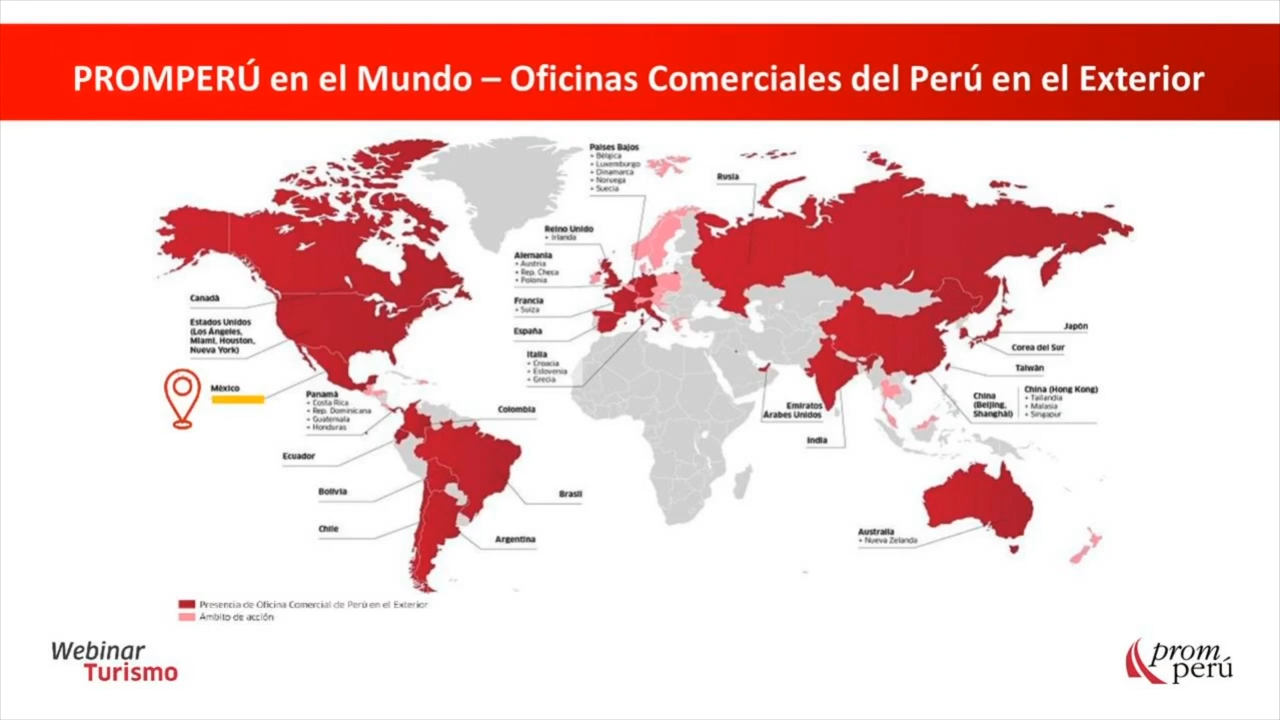 PROMPERÚ en el Mundo – Oficinas Comerciales del Perú en el Exterior
Países Bajos
• Bélgica
• Luxemburgo
• Dinamarca
• Noruega
• Suecia
Rusia
Reino Unido
• Irlanda
Alemania
• Austria
• Rep. Checa
• Polonia
Canadá
Francia
• Suiza
Estados Unidos
(Los Ángeles,
Miami, Houston,
Nueva York)
España
Japón
Corea del Sur
Italia
• Croacia
• Eslovenia
• Grecia
Taiwán
México
Panamá
• Costa Rica
• Rep. Dominicana
• Guatemala
• Honduras
China
(Beijing,
Shanghái)
China (Hong Kong)
• Tailandia
• Malasia
• Singapur
Colombia
Emiratos
Árabes Unidos
India
Ecuador
Bolivia
Brasil
Chile
Argentina
Australia
• Nueva Zelanda
Presencia de Oficina Comercial de Perú en el Exterior
Ámbito de acción
Webinar
Turismo
prom
perú